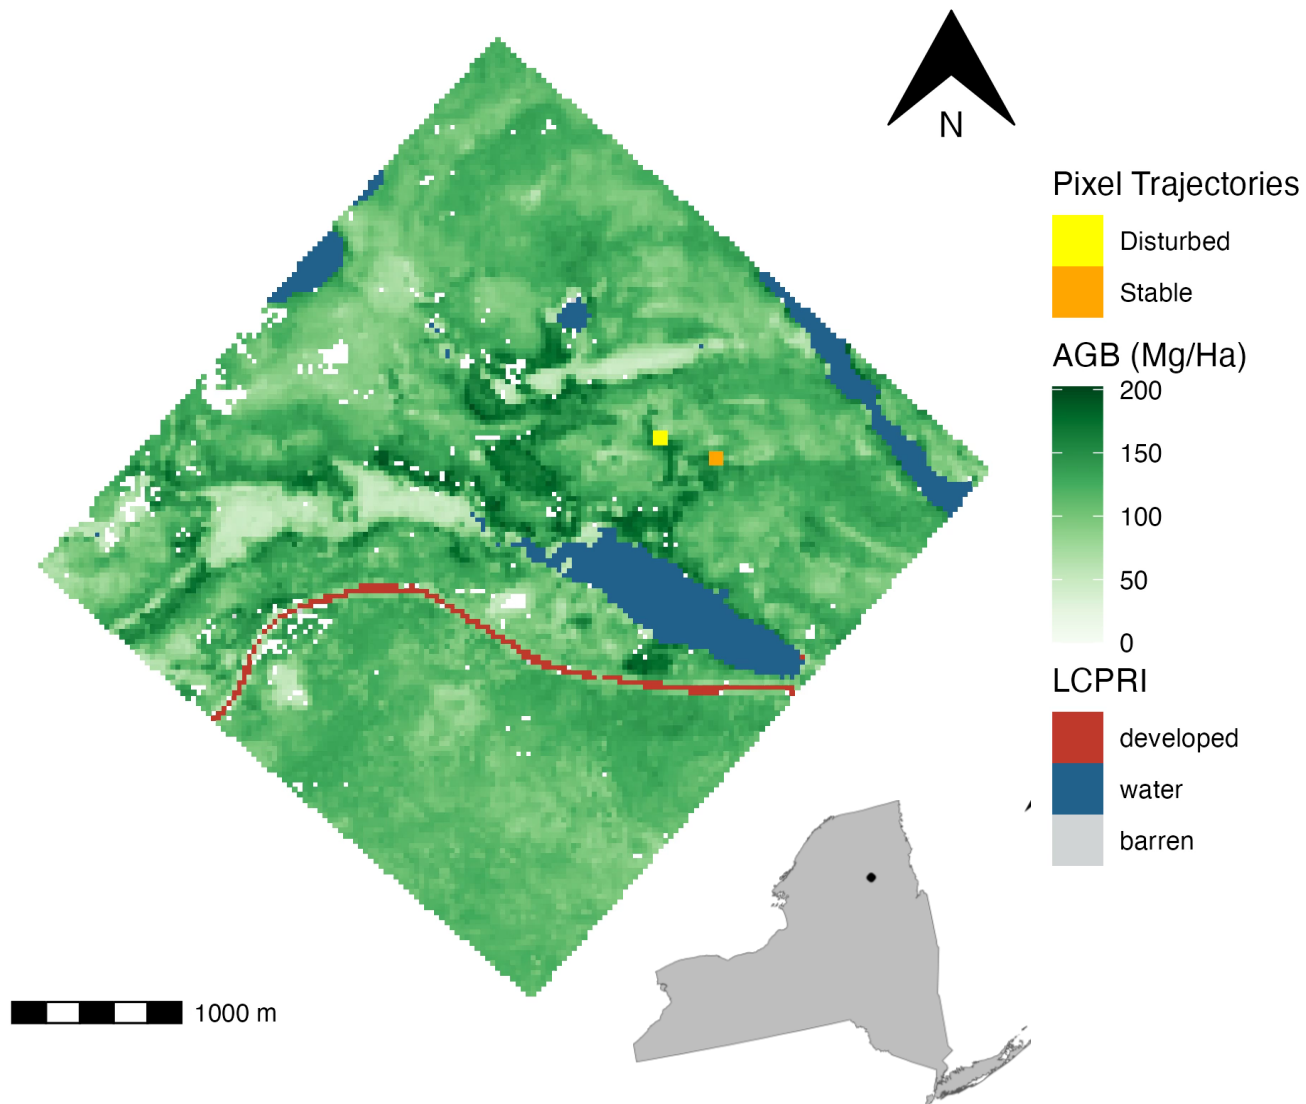 N
Pixel Trajectories
Disturbed
Stable
AGB (Mg/Ha)
200
150
100
50
0
LCPRI
developed
water
barren
1000 m